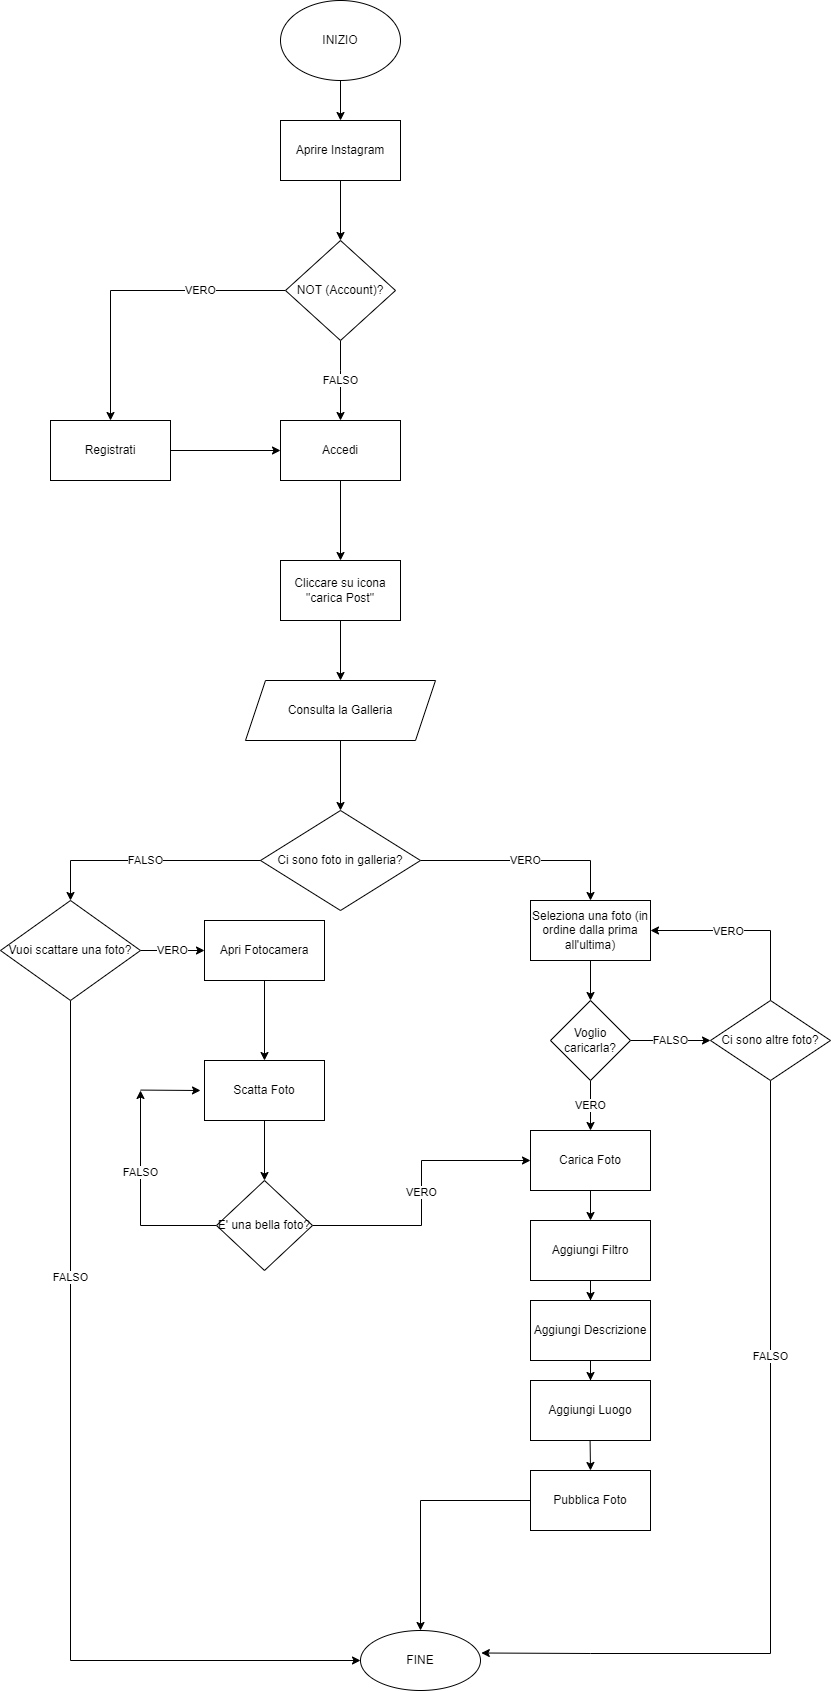 INIZIO
Aprire Instagram
NOT (Account)?
VERO
FALSO
Registrati
Accedi
Cliccare su icona
"carica Post"
Consulta la Galleria
Ci sono foto in galleria?
FALSO
VERO
Vuoi scattare una foto?
VERO
Apri Fotocamera
Seleziona una foto (in
ordine dalla prima
all'ultima)
VERO
Voglio
caricarla?
FALSO
Ci sono altre foto?
Scatta Foto
VERO
FALSO
Carica Foto
VERO
E' una bella foto?
Aggiungi Filtro
FALSO
Aggiungi Descrizione
FALSO
Aggiungi Luogo
Pubblica Foto
FINE